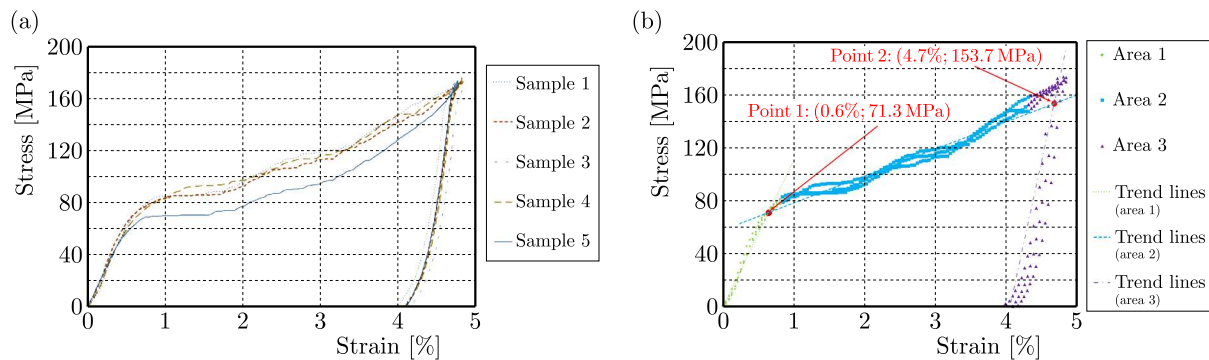 (a)
Stress [MPa]
200
160
120
80
40
0
0 1 2 3 4 5
Strain [%]
Sample 1
Sample 2
Sample 3
Sample 4
Sample 5
(b)
Stress [MPa]
200
160
120
80
40
0
0 1 2 3 4 5
Strain [%]
Point 2: (4.7%; 153.7 MPa)
Point 1: (0.6%; 71.3 MPa)
Area 1
Area 2
Area 3
Trend lines
(area 1)
Trend lines
(area 2)
Trend lines
(area 3)